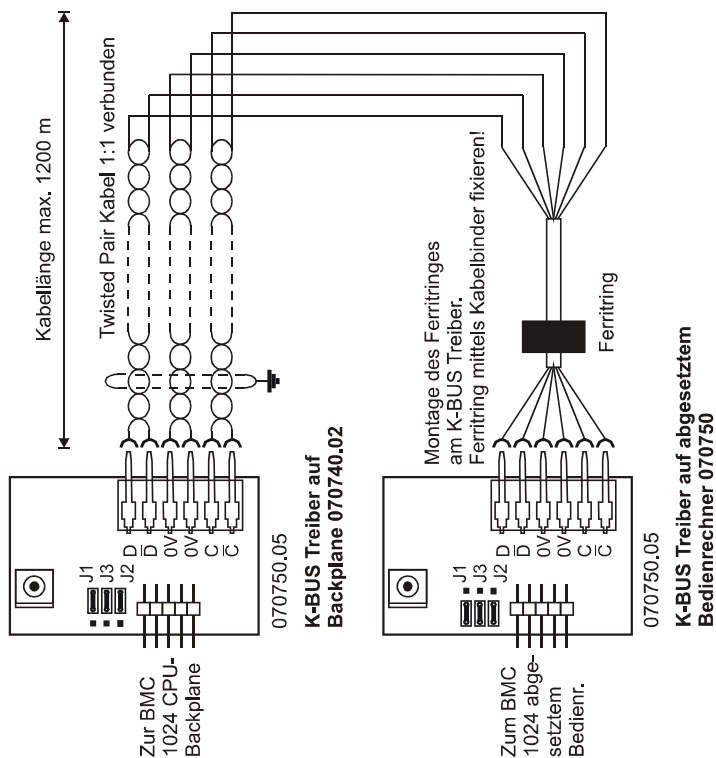 Kabellänge max. 1200 m
Twisted Pair Kabel 1:1 verbunden
J1
J3
J2
D
D̅
0V
0V
C
C̅
Zur BMC
1024 CPU-
Backplane
070750.05
K-BUS Treiber auf
Backplane 070740.02
Montage des Ferritringes
am K-BUS Treiber.
Ferritring mittels Kabelbinder fixieren!
Ferritring
J1
J3
J2
D
D̅
0V
0V
C
C̅
Zum BMC
1024 abge-
setztem
Bedienr.
070750.05
K-BUS Treiber auf abgesetztem
Bedienrechner 070750